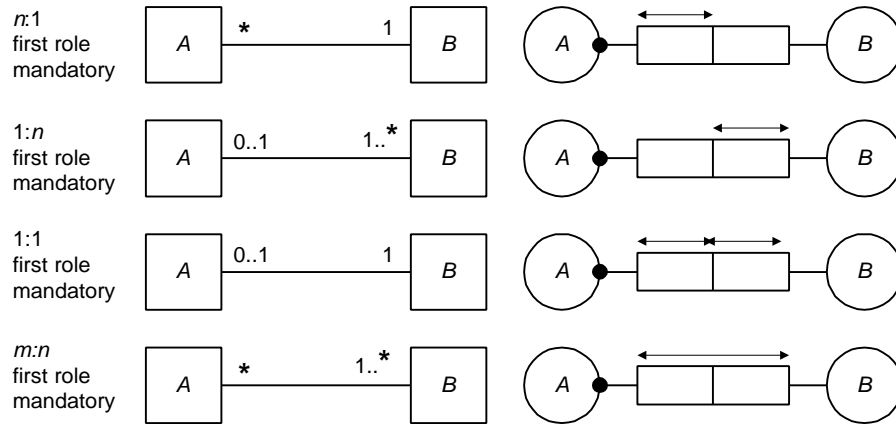 n:1
first role
mandatory
A * 1 B A B
1:n
first role
mandatory
A 0..1 1..* B A B
1:1
first role
mandatory
A 0..1 1 B A B
m:n
first role
mandatory
A * 1..* B A B